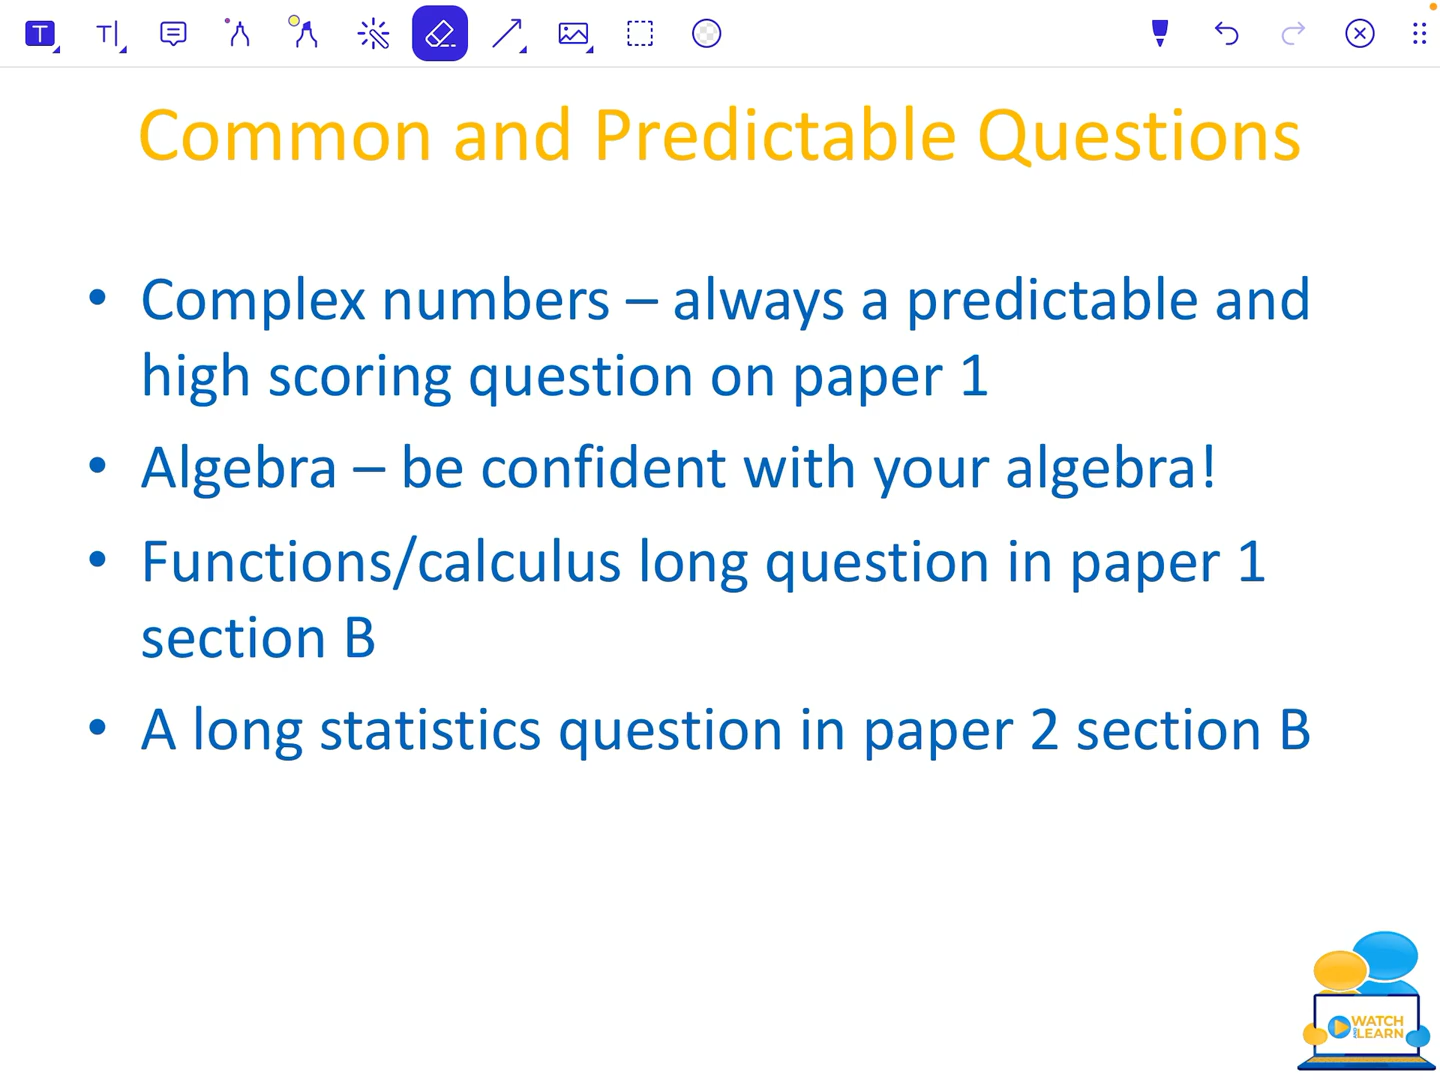 T
T
Common and Predictable Questions
• Complex numbers – always a predictable and
high scoring question on paper 1
• Algebra – be confident with your algebra!
• Functions/calculus long question in paper 1
section B
• A long statistics question in paper 2 section B
WATCH
AND LEARN